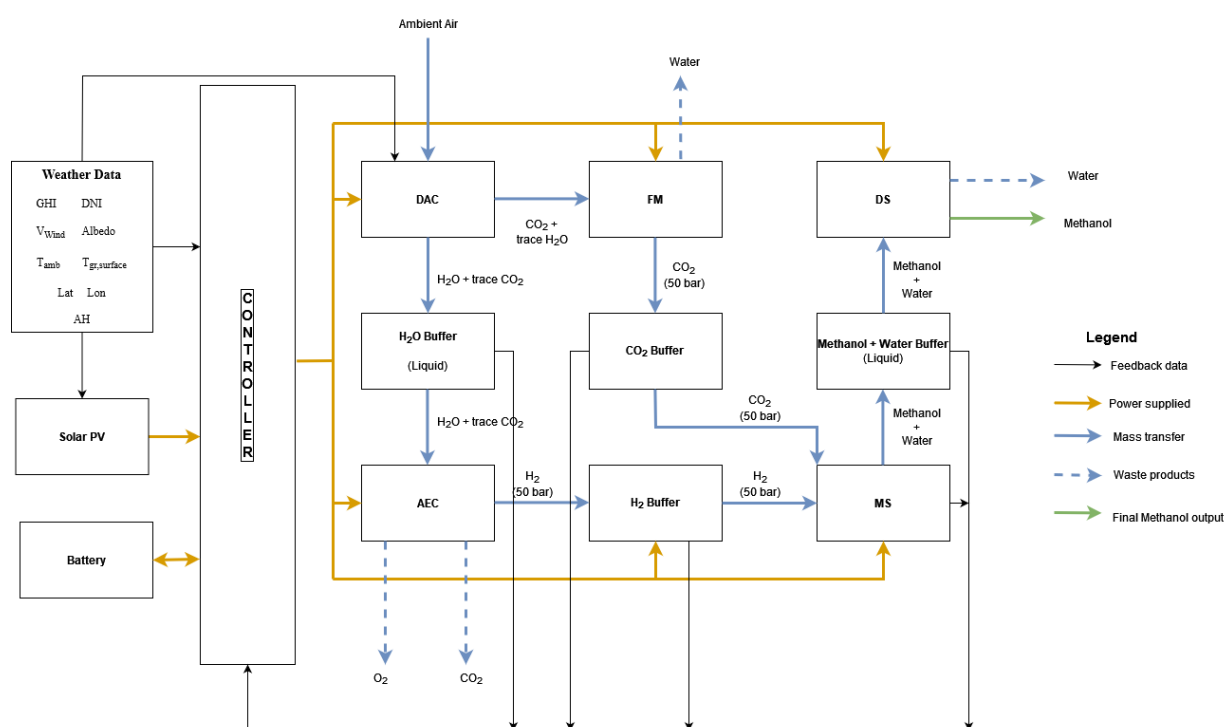 Ambient Air
Water
Weather Data
GHI DNI
V_Wind Albedo
T_amb T_gr,surface
Lat Lon
AH
Solar PV
Battery
CONTROLLER
DAC
CO₂ +
trace H₂O
FM
DS
Water
Methanol
H₂O + trace CO₂
CO₂
(50 bar)
Methanol
+
Water
H₂O Buffer
(Liquid)
CO₂ Buffer
Methanol + Water Buffer
(Liquid)
H₂O + trace CO₂
CO₂
(50 bar)
Methanol
+
Water
AEC
H₂
(50 bar)
H₂ Buffer
H₂
(50 bar)
MS
O₂
CO₂
Legend
Feedback data
Power supplied
Mass transfer
Waste products
Final Methanol output